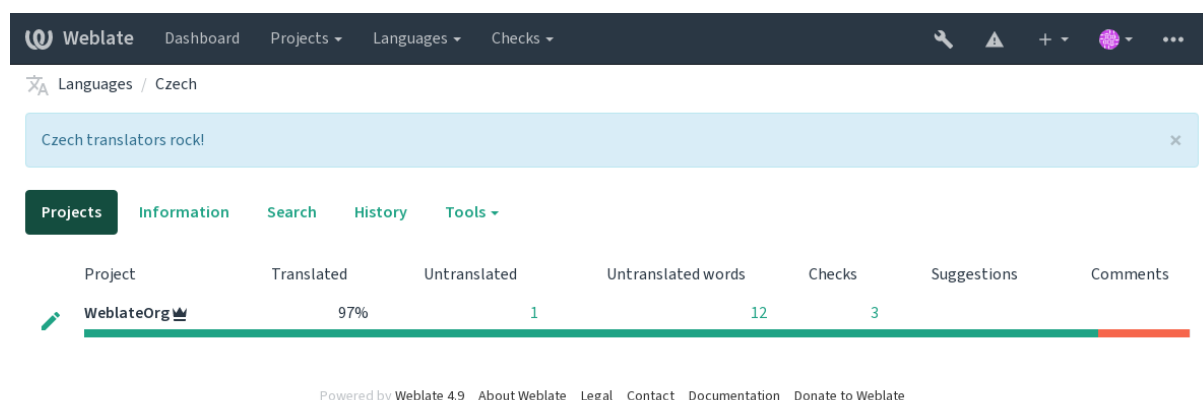 Weblate Dashboard Projects Languages Checks
Languages / Czech
Czech translators rock! ×
Projects Information Search History Tools
Project Translated Untranslated Untranslated words Checks Suggestions Comments
WeblateOrg 97% 1 12 3
Powered by Weblate 4.9 About Weblate Legal Contact Documentation Donate to Weblate